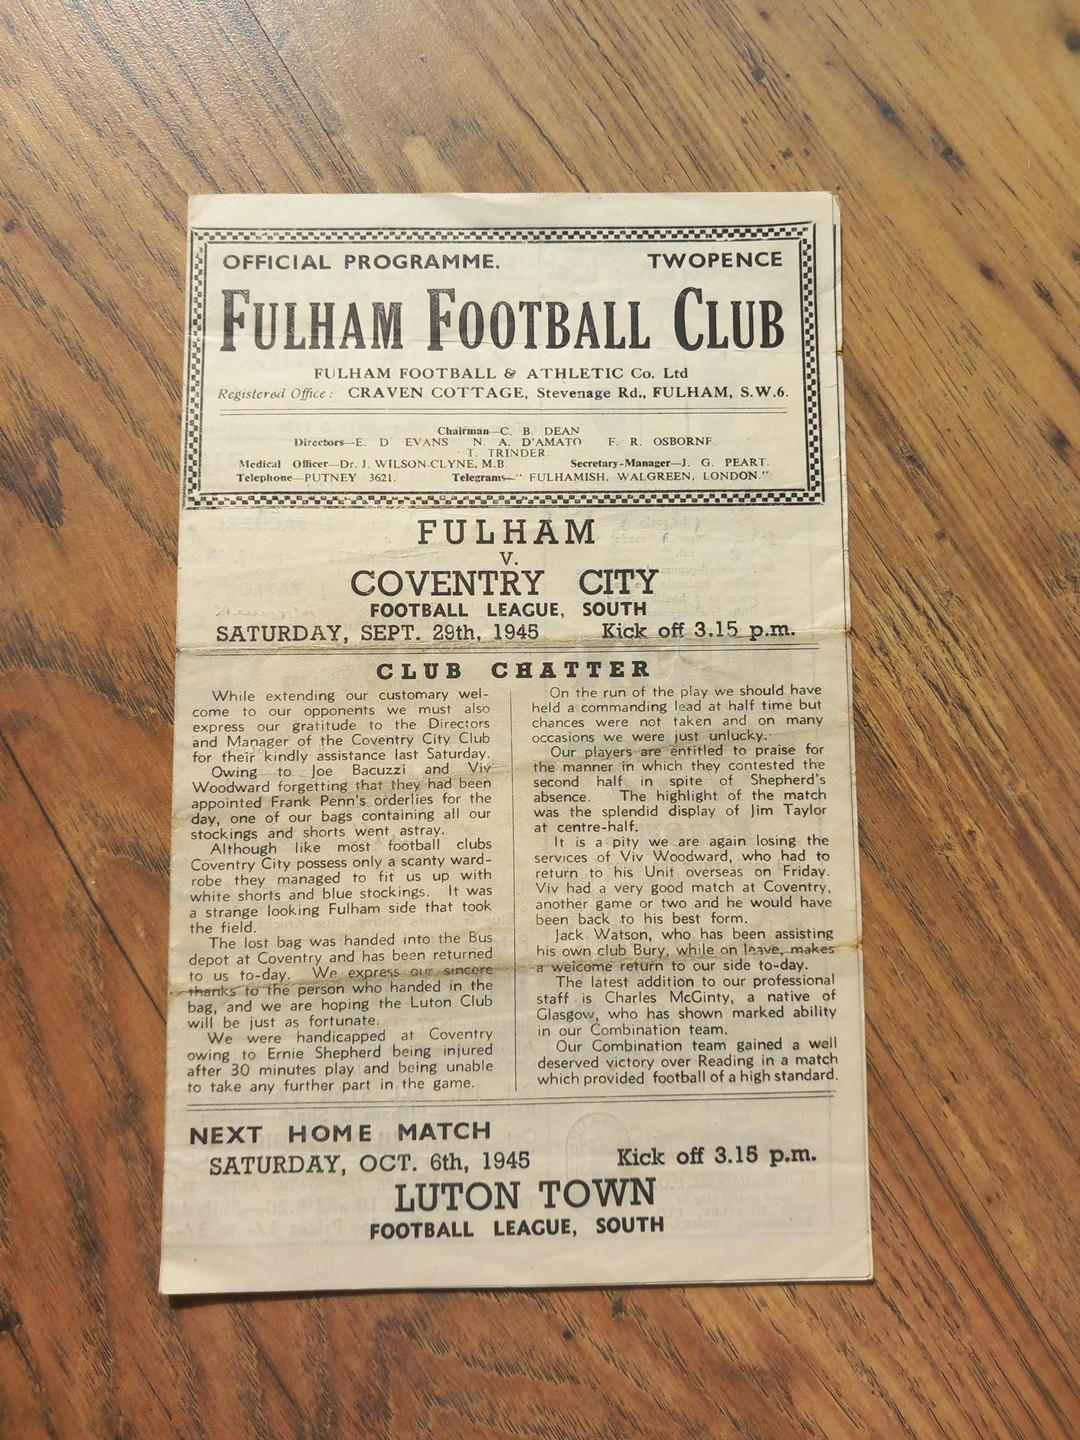 OFFICIAL PROGRAMME. TWOPENCE
FULHAM FOOTBALL CLUB
FULHAM FOOTBALL & ATHLETIC Co. Ltd
Registered Office: CRAVEN COTTAGE, Stevenage Rd., FULHAM, S.W.6.
Chairman—C. B. DEAN
Directors—E. D EVANS N. A. D'AMATO F. R. OSBORNE
T. TRINDER
Medical Officer—Dr. J. WILSON-CLYNE, M.B. Secretary-Manager—J. G. PEART.
Telephone—PUTNEY 3621. Telegrams—" FULHAMISH, WALGREEN, LONDON."
FULHAM
V.
COVENTRY CITY
FOOTBALL LEAGUE, SOUTH
SATURDAY, SEPT. 29th, 1945 Kick off 3.15 p.m.
CLUB CHATTER
While extending our customary wel-
come to our opponents we must also
express our gratitude to the Directors
and Manager of the Coventry City Club
for their kindly assistance last Saturday.
Owing to Joe Bacuzzi and Viv
Woodward forgetting that they had been
appointed Frank Penn's orderlies for the
day, one of our bags containing all our
stockings and shorts went astray.
Although like most football clubs
Coventry City possess only a scanty ward-
robe they managed to fit us up with
white shorts and blue stockings. It was
a strange looking Fulham side that took
the field.
The lost bag was handed into the Bus
depot at Coventry and has been returned
to us to-day. We express our sincere
thanks to the person who handed in the
bag, and we are hoping the Luton Club
will be just as fortunate.
We were handicapped at Coventry
owing to Ernie Shepherd being injured
after 30 minutes play and being unable
to take any further part in the game.
On the run of the play we should have
held a commanding lead at half time but
chances were not taken and on many
occasions we were just unlucky.
Our players are entitled to praise for
the manner in which they contested the
second half in spite of Shepherd's
absence. The highlight of the match
was the splendid display of Jim Taylor
at centre-half.
It is a pity we are again losing the
services of Viv Woodward, who had to
return to his Unit overseas on Friday.
Viv had a very good match at Coventry,
another game or two and he would have
been back to his best form.
Jack Watson, who has been assisting
his own club Bury, while on leave, makes
a welcome return to our side to-day.
The latest addition to our professional
staff is Charles McGinty, a native of
Glasgow, who has shown marked ability
in our Combination team.
Our Combination team gained a well
deserved victory over Reading in a match
which provided football of a high standard.
NEXT HOME MATCH
SATURDAY, OCT. 6th, 1945 Kick off 3.15 p.m.
LUTON TOWN
FOOTBALL LEAGUE, SOUTH